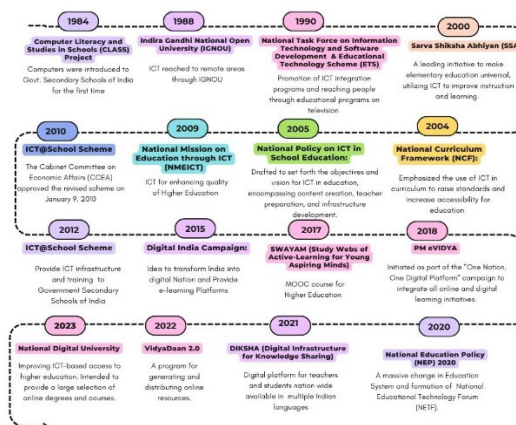 1984
Computer Literacy and
Studies in Schools (CLASS)
Project
Computers were introduced to
Govt. Secondary Schools of India
for the first time
1988
Indira Gandhi National Open
University (IGNOU)
ICT reached to remote areas
through IGNOU
1990
National Task Force on Information
Technology and Software
Development & Educational
Technology Scheme (ETS)
Promotion of ICT integration
programs and reaching people
through educational programs on
television
2000
Sarva Shiksha Abhiyan (SSA)
A leading initiative to make
elementary education universal,
utilizing ICT to improve instruction
and learning.
2010
ICT@School Scheme
The Cabinet Committee on
Economic Affairs (CCEA)
approved the revised scheme on
January 9, 2010
2009
National Mission on
Education through ICT
(NMEICT)
ICT for enhancing quality
of Higher Education
2005
National Policy on ICT in
School Education:
Drafted to set forth the objectives and
vision for ICT in education,
encompassing content creation, teacher
preparation, and infrastructure
development.
2004
National Curriculum
Framework (NCF):
Emphasized the use of ICT in
curriculum to raise standards and
increase accessibility for
education
2012
ICT@School Scheme
Provide ICT infrastructure
and training to
Government Secondary
Schools of India
2015
Digital India Campaign:
Idea to transform India into
digital Nation and Provide
e-learning Platforms
2017
SWAYAM (Study Webs of
Active-Learning for Young
Aspiring Minds)
MOOC course for
Higher Education
2018
PM eVIDYA
Initiated as part of the "One Nation,
One Digital Platform" campaign to
integrate all online and digital
learning initiatives.
2023
National Digital University
Improving ICT-based access to
higher education. Intended to
provide a large selection of
online degrees and courses.
2022
VidyaDaan 2.0
A program for
generating and
distributing online
resources.
2021
DIKSHA (Digital Infrastructure
for Knowledge Sharing)
Digital platform for teachers
and students nation wide
available in multiple Indian
languages
2020
National Education Policy
(NEP) 2020
A massive change in Education
System and formation of National
Educational Technology Forum
(NETF).